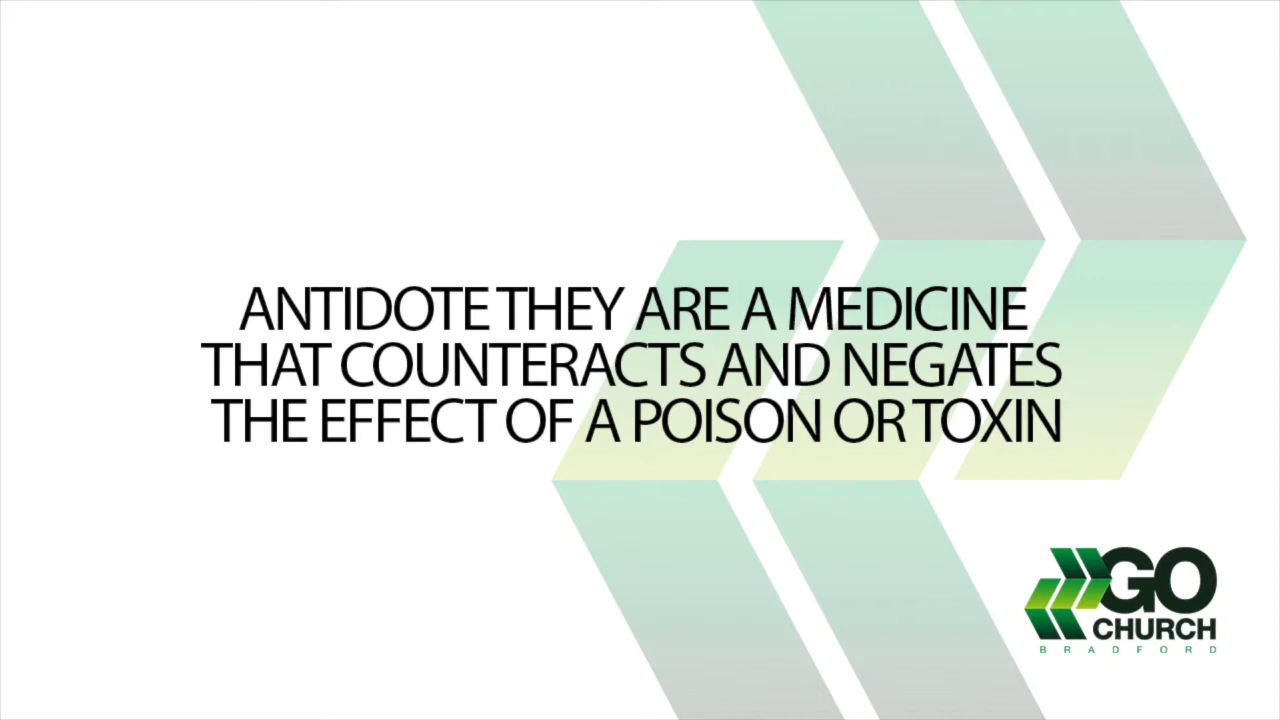 ANTIDOTE THEY ARE A MEDICINE
THAT COUNTERACTS AND NEGATES
THE EFFECT OF A POISON OR TOXIN
GO
CHURCH
BRADFORD